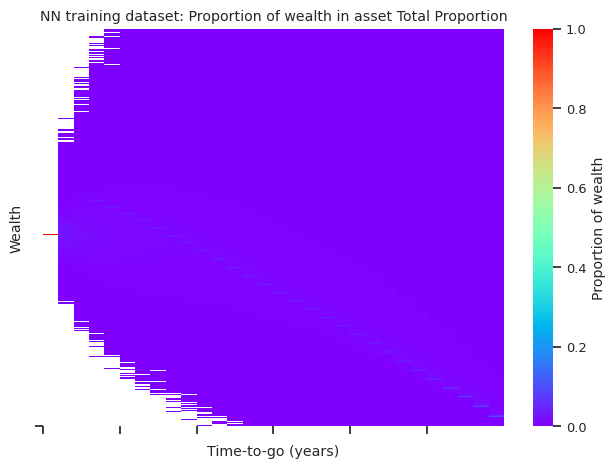 NN training dataset: Proportion of wealth in asset Total Proportion
Wealth
Time-to-go (years)
1.0
0.8
0.6
0.4
0.2
0.0
Proportion of wealth